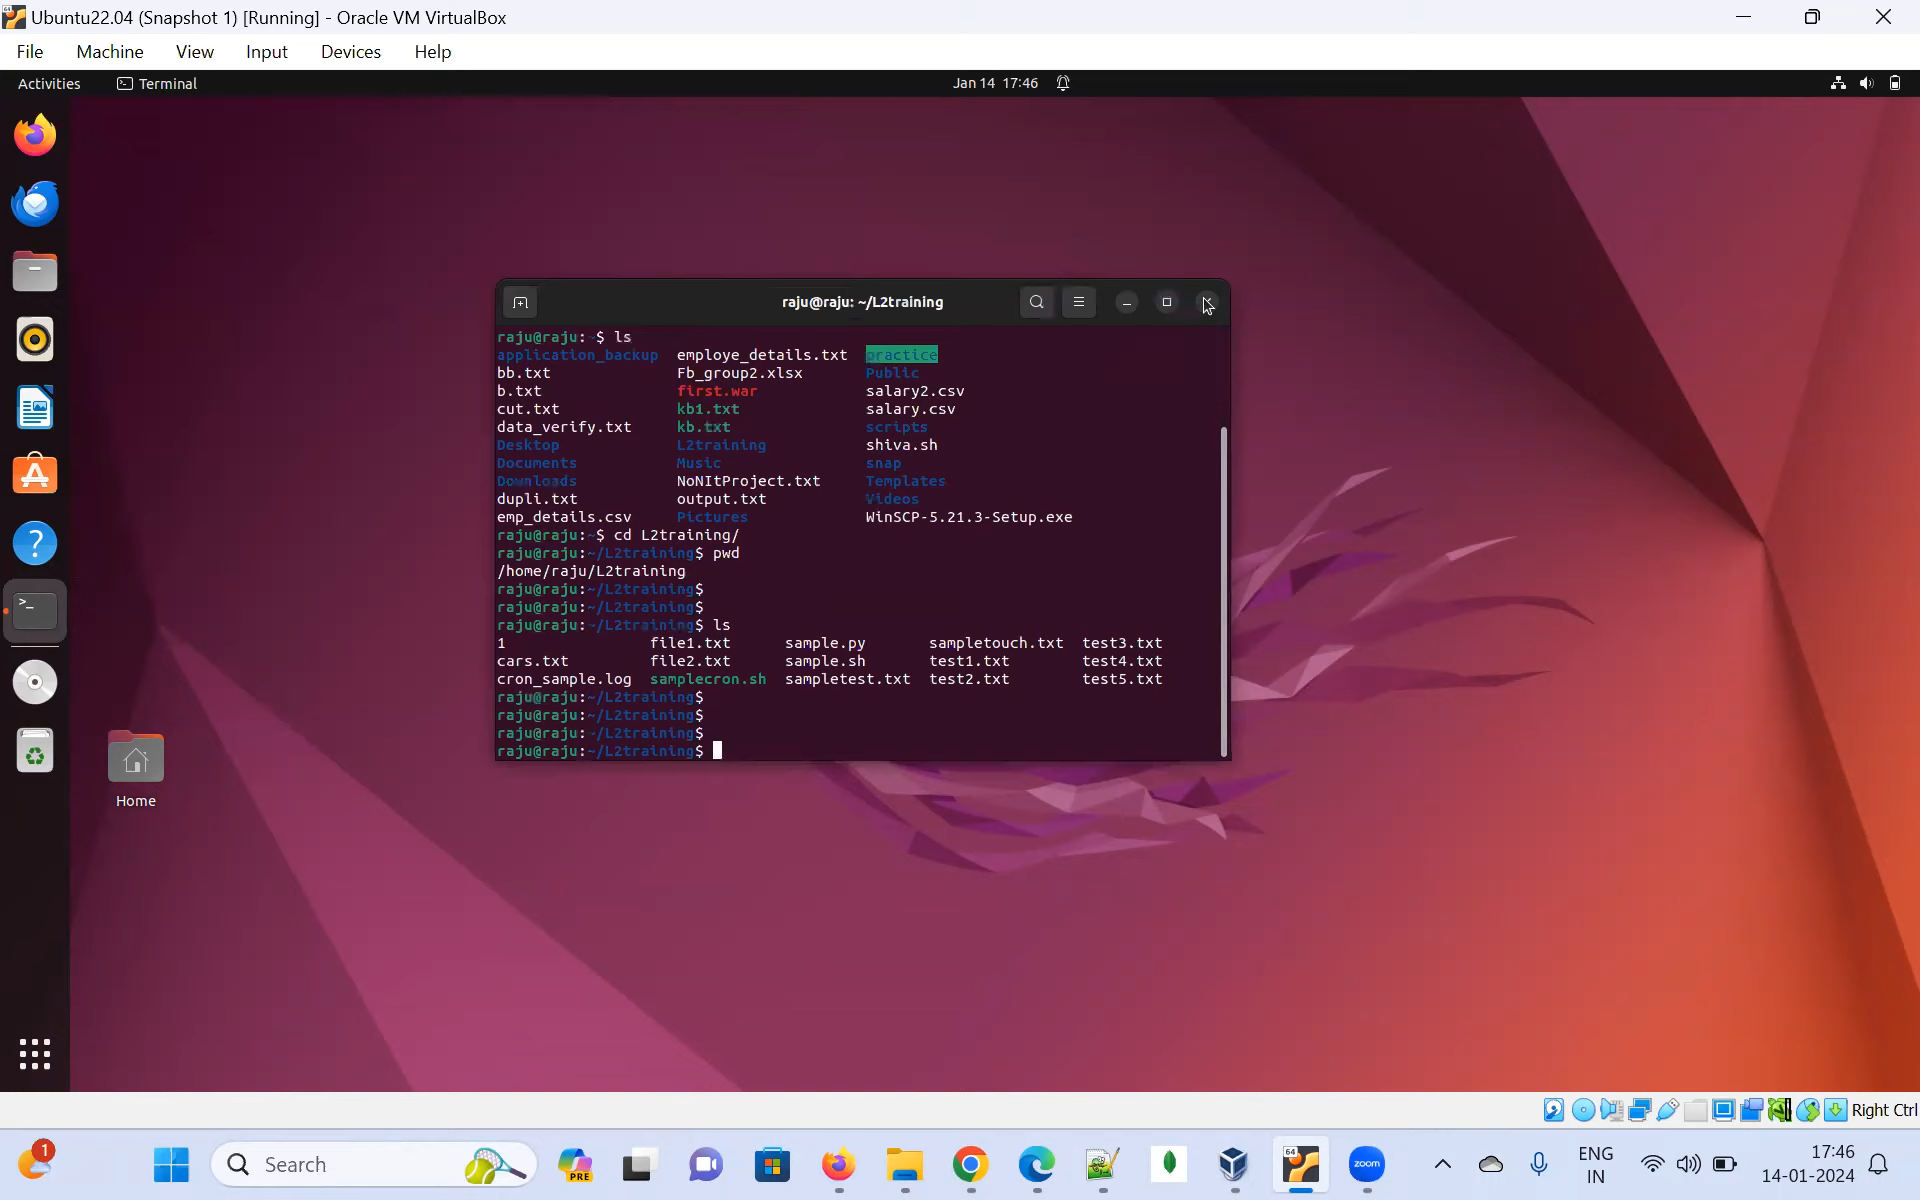 Ubuntu22.04 (Snapshot 1) [Running] - Oracle VM VirtualBox
File Machine View Input Devices Help
Activities Terminal Jan 14 17:46
raju@raju: ~/L2training
raju@raju:~$ ls
application_backup employe_details.txt practice
bb.txt Fb_group2.xlsx Public
b.txt first.war salary2.csv
cut.txt kb1.txt salary.csv
data_verify.txt kb.txt scripts
Desktop L2training shiva.sh
Documents Music snap
Downloads NoNItProject.txt Templates
dupli.txt output.txt Videos
emp_details.csv Pictures WinSCP-5.21.3-Setup.exe
raju@raju:~$ cd L2training/
raju@raju:~/L2training$ pwd
/home/raju/L2training
raju@raju:~/L2training$
raju@raju:~/L2training$
raju@raju:~/L2training$ ls
1 file1.txt sample.py sampletouch.txt test3.txt
cars.txt file2.txt sample.sh test1.txt test4.txt
cron_sample.log samplecron.sh sampletest.txt test2.txt test5.txt
raju@raju:~/L2training$
raju@raju:~/L2training$
raju@raju:~/L2training$
raju@raju:~/L2training$
Home
Right Ctrl
1 Search PRE 64 zoom ENG 17:46
IN 14-01-2024